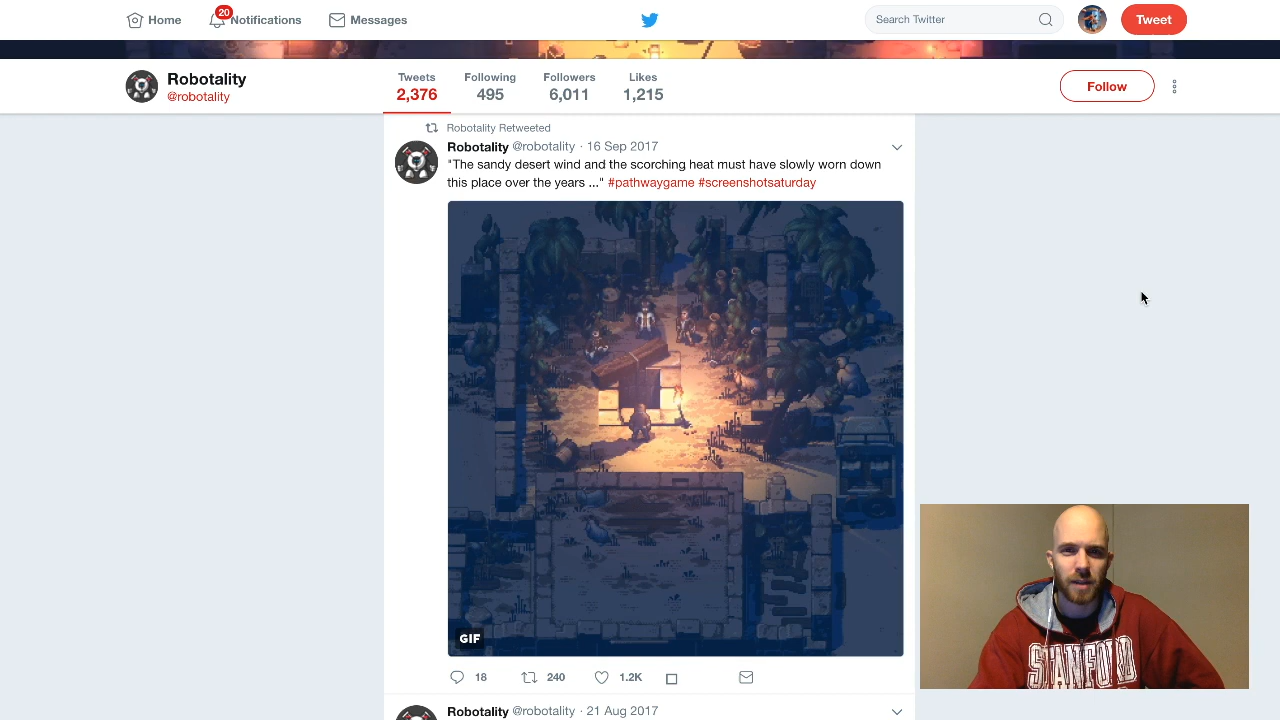 Home
20
Notifications
Messages
Search Twitter
Tweet
Robotality
@robotality
Tweets
2,376
Following
495
Followers
6,011
Likes
1,215
Follow
Robotality Retweeted
Robotality @robotality · 16 Sep 2017
"The sandy desert wind and the scorching heat must have slowly worn down
this place over the years ..." #pathwaygame #screenshotsaturday
GIF
18
240
1.2K
STANFORD
Robotality @robotality · 21 Aug 2017